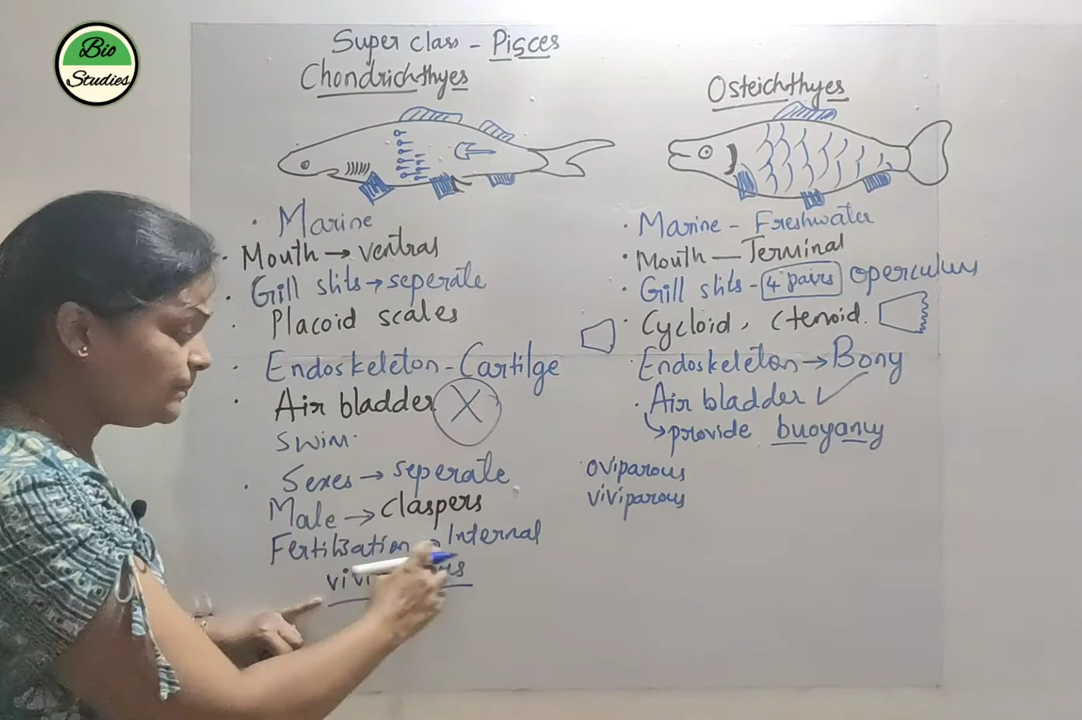 Bio
Studies
Super class - Pisces
Chondrichthyes
Marine
Mouth → ventras
Gill slits → seperate
Placoid scales
Endoskeleton - Cartilge
Air bladder X
swim
Sexes → seperate
Male → claspers
Fertilisation → Internal
Osteichthyes
Marine - Freshwater
Mouth — Terminal
Gill slits - 4 pairs operculum
Cycloid, Ctenoid.
Endoskeleton → Bony
Air bladder ✓
↳ provide buoyancy
oviparous
viviparous